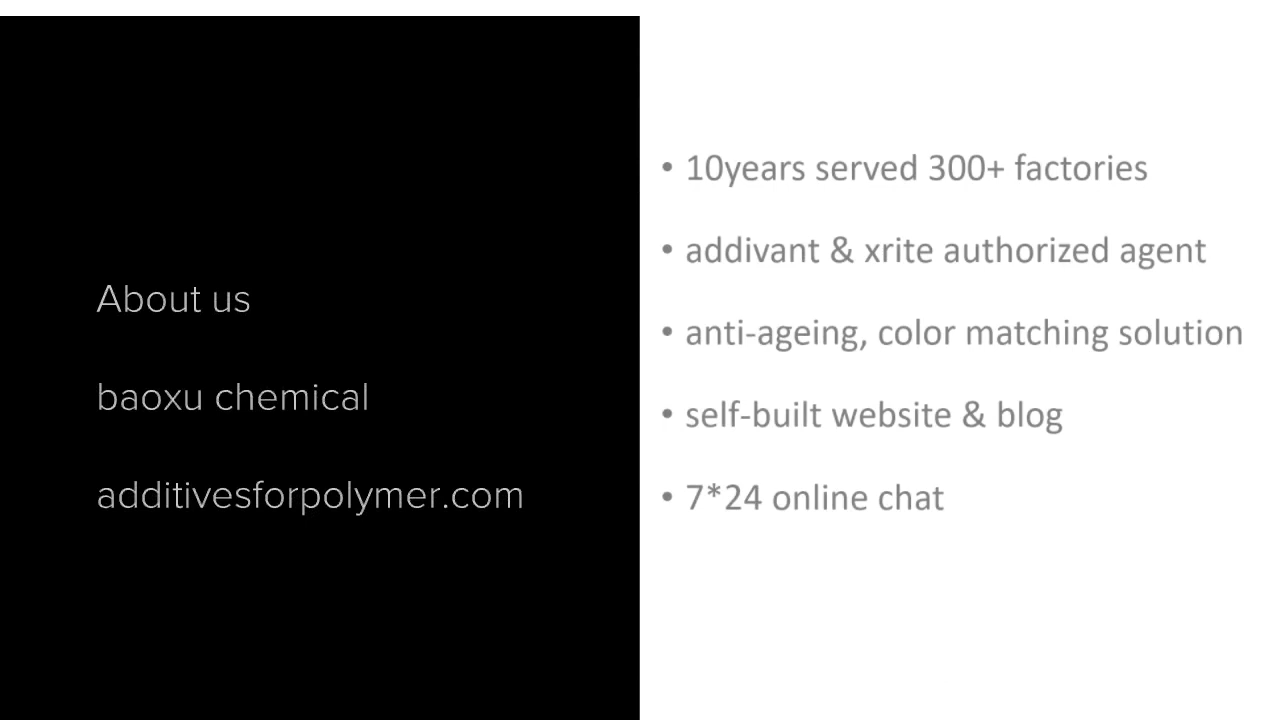 About us
baoxu chemical
additivesforpolymer.com
• 10years served 300+ factories
• addivant & xrite authorized agent
• anti-ageing, color matching solution
• self-built website & blog
• 7*24 online chat